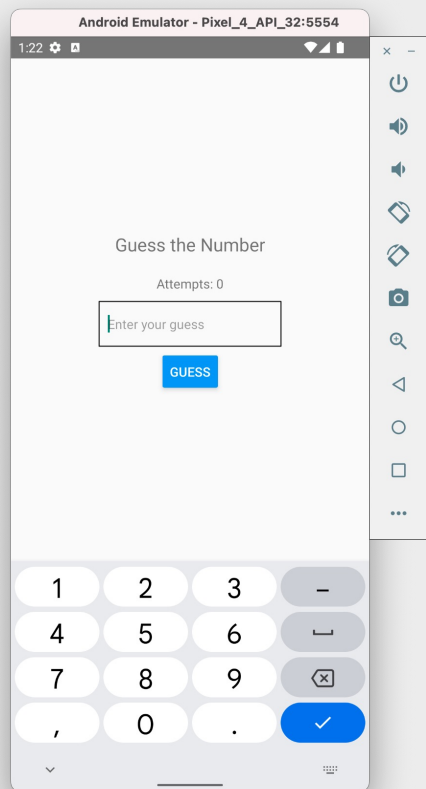 Android Emulator - Pixel_4_API_32:5554
1:22 A
Guess the Number
Attempts: 0
Enter your guess
GUESS
1 2 3 –
4 5 6
7 8 9
, 0 .